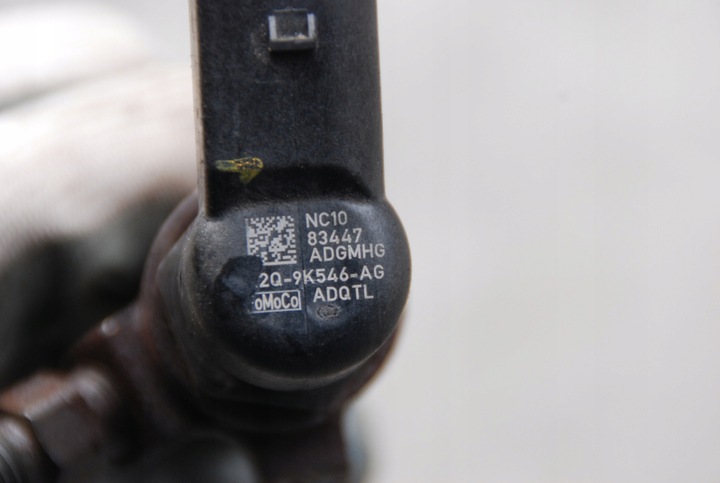 NC10
83447
ADGMHG
2Q-9K546-AG
oMoCo ADQTL